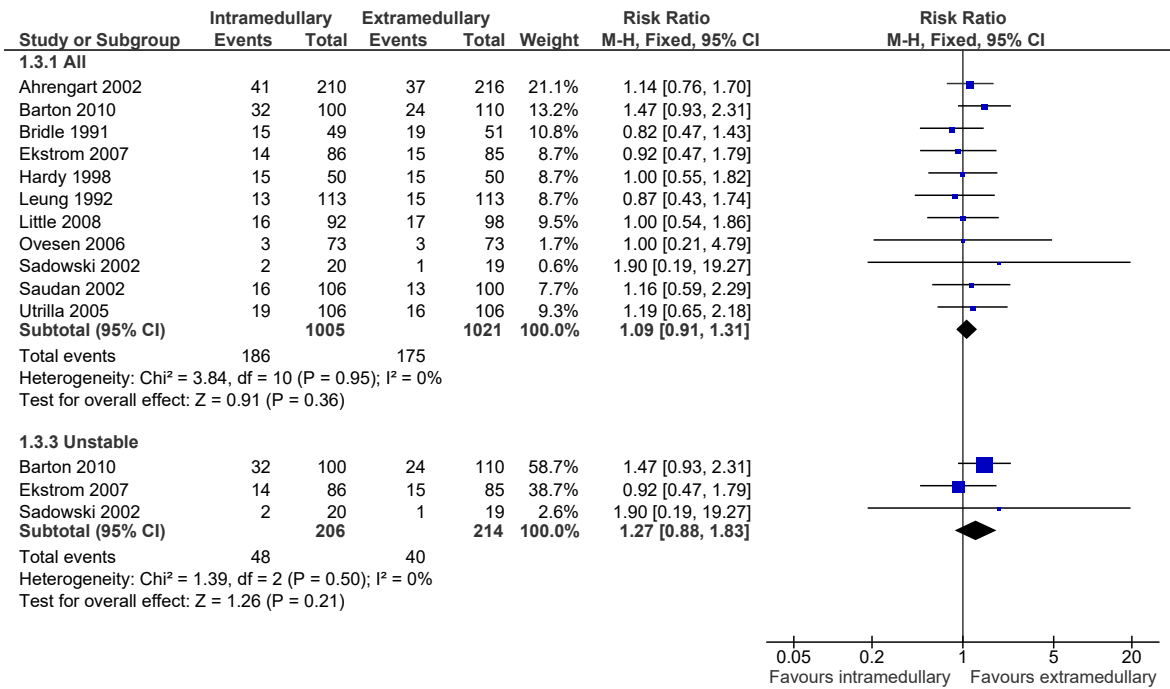 Intramedullary Extramedullary Risk Ratio Risk Ratio
Study or Subgroup Events Total Events Total Weight M-H, Fixed, 95% CI M-H, Fixed, 95% CI
1.3.1 All
Ahrengart 2002 41 210 37 216 21.1% 1.14 [0.76, 1.70]
Barton 2010 32 100 24 110 13.2% 1.47 [0.93, 2.31]
Bridle 1991 15 49 19 51 10.8% 0.82 [0.47, 1.43]
Ekstrom 2007 14 86 15 85 8.7% 0.92 [0.47, 1.79]
Hardy 1998 15 50 15 50 8.7% 1.00 [0.55, 1.82]
Leung 1992 13 113 15 113 8.7% 0.87 [0.43, 1.74]
Little 2008 16 92 17 98 9.5% 1.00 [0.54, 1.86]
Ovesen 2006 3 73 3 73 1.7% 1.00 [0.21, 4.79]
Sadowski 2002 2 20 1 19 0.6% 1.90 [0.19, 19.27]
Saudan 2002 16 106 13 100 7.7% 1.16 [0.59, 2.29]
Utrilla 2005 19 106 16 106 9.3% 1.19 [0.65, 2.18]
Subtotal (95% CI) 1005 1021 100.0% 1.09 [0.91, 1.31]
Total events 186 175
Heterogeneity: Chi² = 3.84, df = 10 (P = 0.95); I² = 0%
Test for overall effect: Z = 0.91 (P = 0.36)
1.3.3 Unstable
Barton 2010 32 100 24 110 58.7% 1.47 [0.93, 2.31]
Ekstrom 2007 14 86 15 85 38.7% 0.92 [0.47, 1.79]
Sadowski 2002 2 20 1 19 2.6% 1.90 [0.19, 19.27]
Subtotal (95% CI) 206 214 100.0% 1.27 [0.88, 1.83]
Total events 48 40
Heterogeneity: Chi² = 1.39, df = 2 (P = 0.50); I² = 0%
Test for overall effect: Z = 1.26 (P = 0.21)
0.05 0.2 1 5 20
Favours intramedullary Favours extramedullary